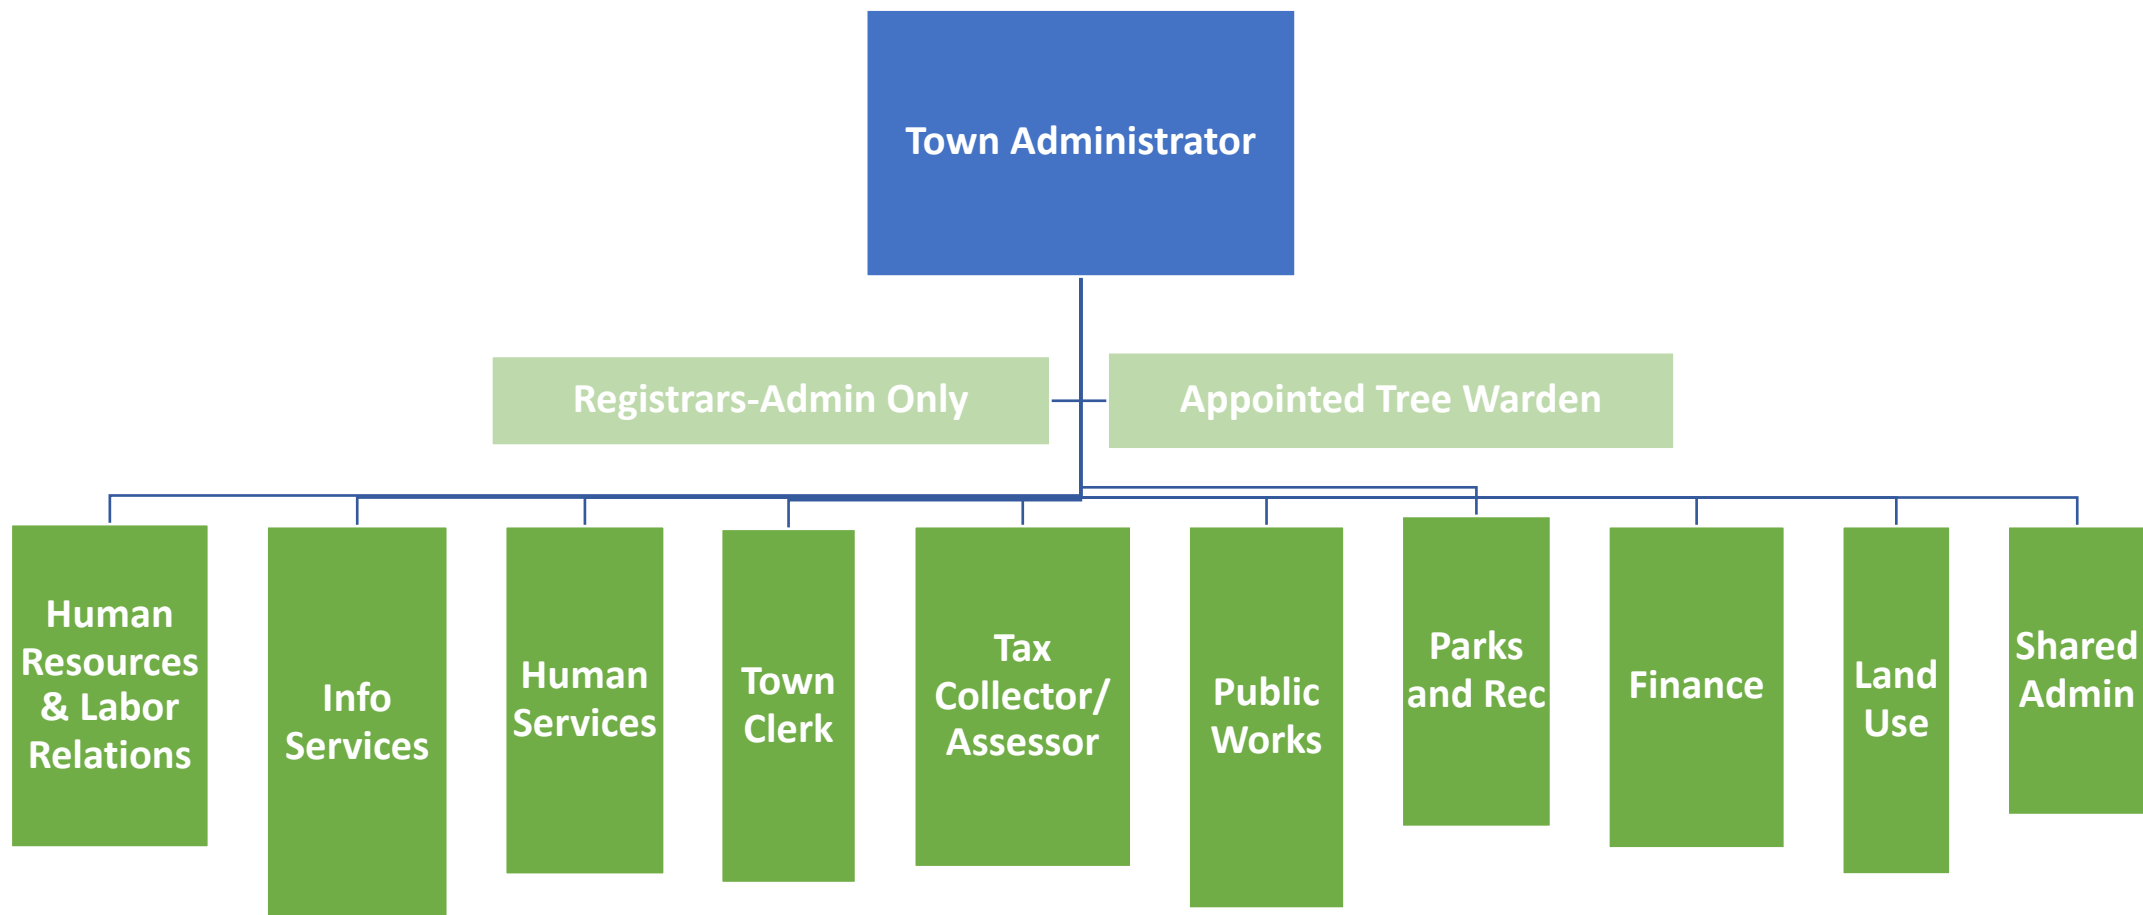 Town Administrator
Registrars-Admin Only
Appointed Tree Warden
Human
Resources
& Labor
Relations
Info
Services
Human
Services
Town
Clerk
Tax
Collector/
Assessor
Public
Works
Parks
and Rec
Finance
Land
Use
Shared
Admin